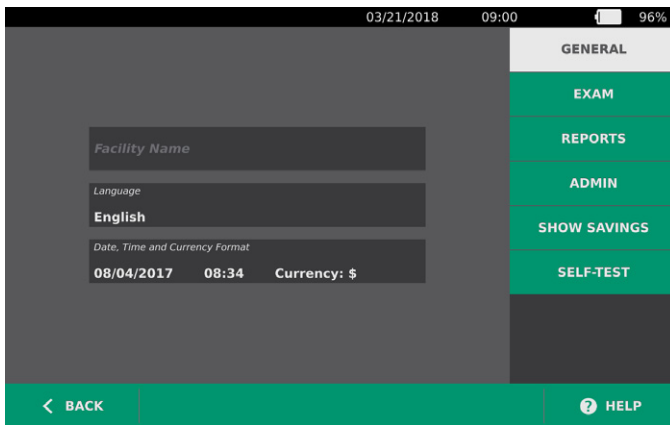 03/21/2018 09:00 96%
GENERAL
EXAM
Facility Name
REPORTS
Language
English
ADMIN
SHOW SAVINGS
Date, Time and Currency Format
08/04/2017 08:34 Currency: $
SELF-TEST
BACK
HELP